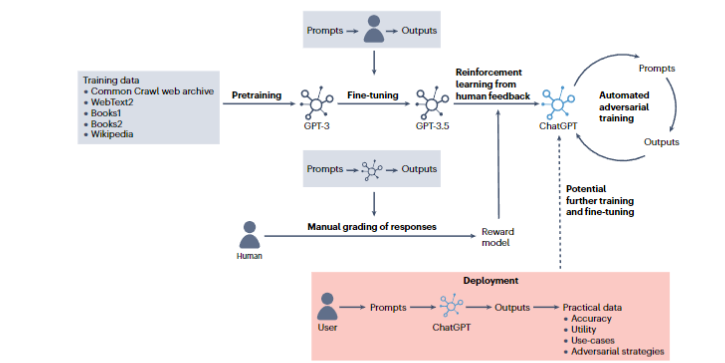 Prompts
Outputs
Training data
• Common Crawl web archive
• WebText2
• Books1
• Books2
• Wikipedia
Pretraining
GPT-3
Fine-tuning
GPT-3.5
Reinforcement
learning from
human feedback
ChatGPT
Prompts
Automated
adversarial
training
Outputs
Prompts
Outputs
Potential
further training
and fine-tuning
Human
Manual grading of responses
Reward
model
Deployment
User
Prompts
ChatGPT
Outputs
Practical data
• Accuracy
• Utility
• Use-cases
• Adversarial strategies